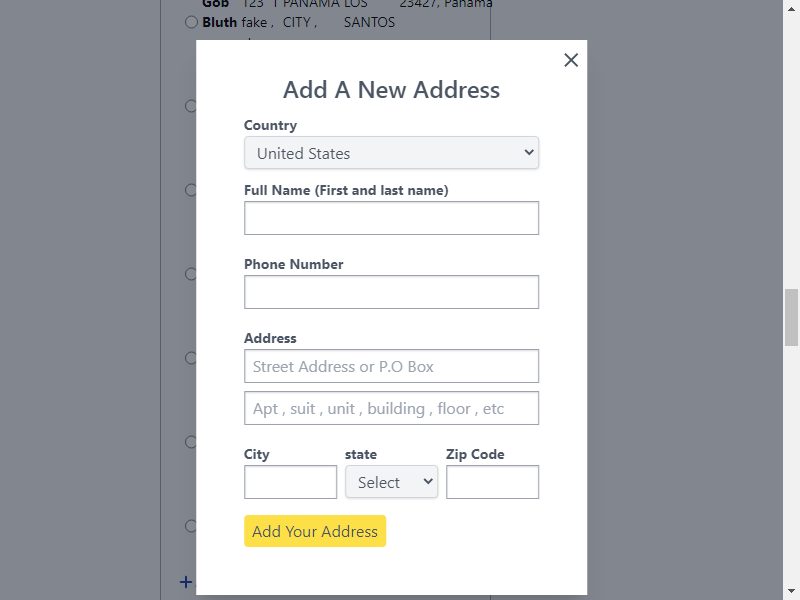 Gob 123 1 PANAMA LOS 23427, Panama
Bluth fake , CITY , SANTOS
Add A New Address
Country
United States
Full Name (First and last name)
Phone Number
Address
Street Address or P.O Box
Apt , suit , unit , building , floor , etc
City state Zip Code
Select
Add Your Address